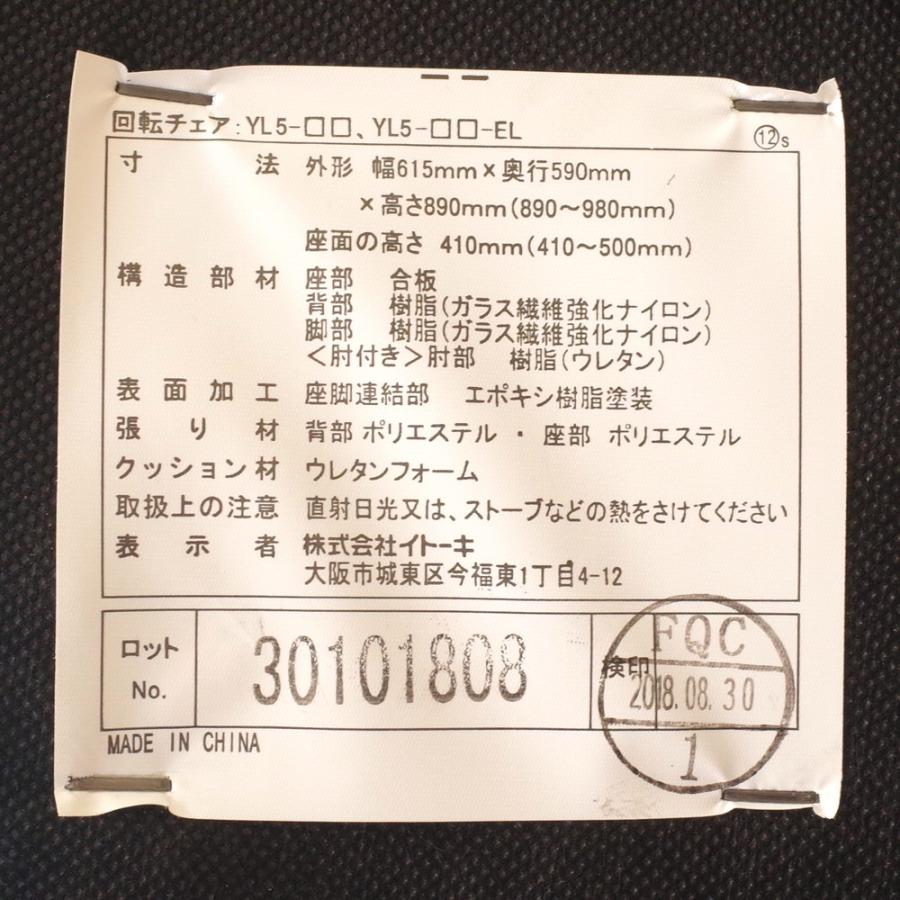 回転チェア:YL5-□□、YL5-□□-EL ⑫s
寸法 外形 幅615mm×奥行590mm
×高さ890mm(890〜980mm)
座面の高さ 410mm(410〜500mm)
構造部材 座部 合板
背部 樹脂(ガラス繊維強化ナイロン)
脚部 樹脂(ガラス繊維強化ナイロン)
<肘付き>肘部 樹脂(ウレタン)
表面加工 座脚連結部 エポキシ樹脂塗装
張り材 背部 ポリエステル・座部 ポリエステル
クッション材 ウレタンフォーム
取扱上の注意 直射日光又は、ストーブなどの熱をさけてください
表示者 株式会社イトーキ
大阪市城東区今福東1丁目4-12
ロット No. 30101808 検印
FQC
2018.08.30
1
MADE IN CHINA